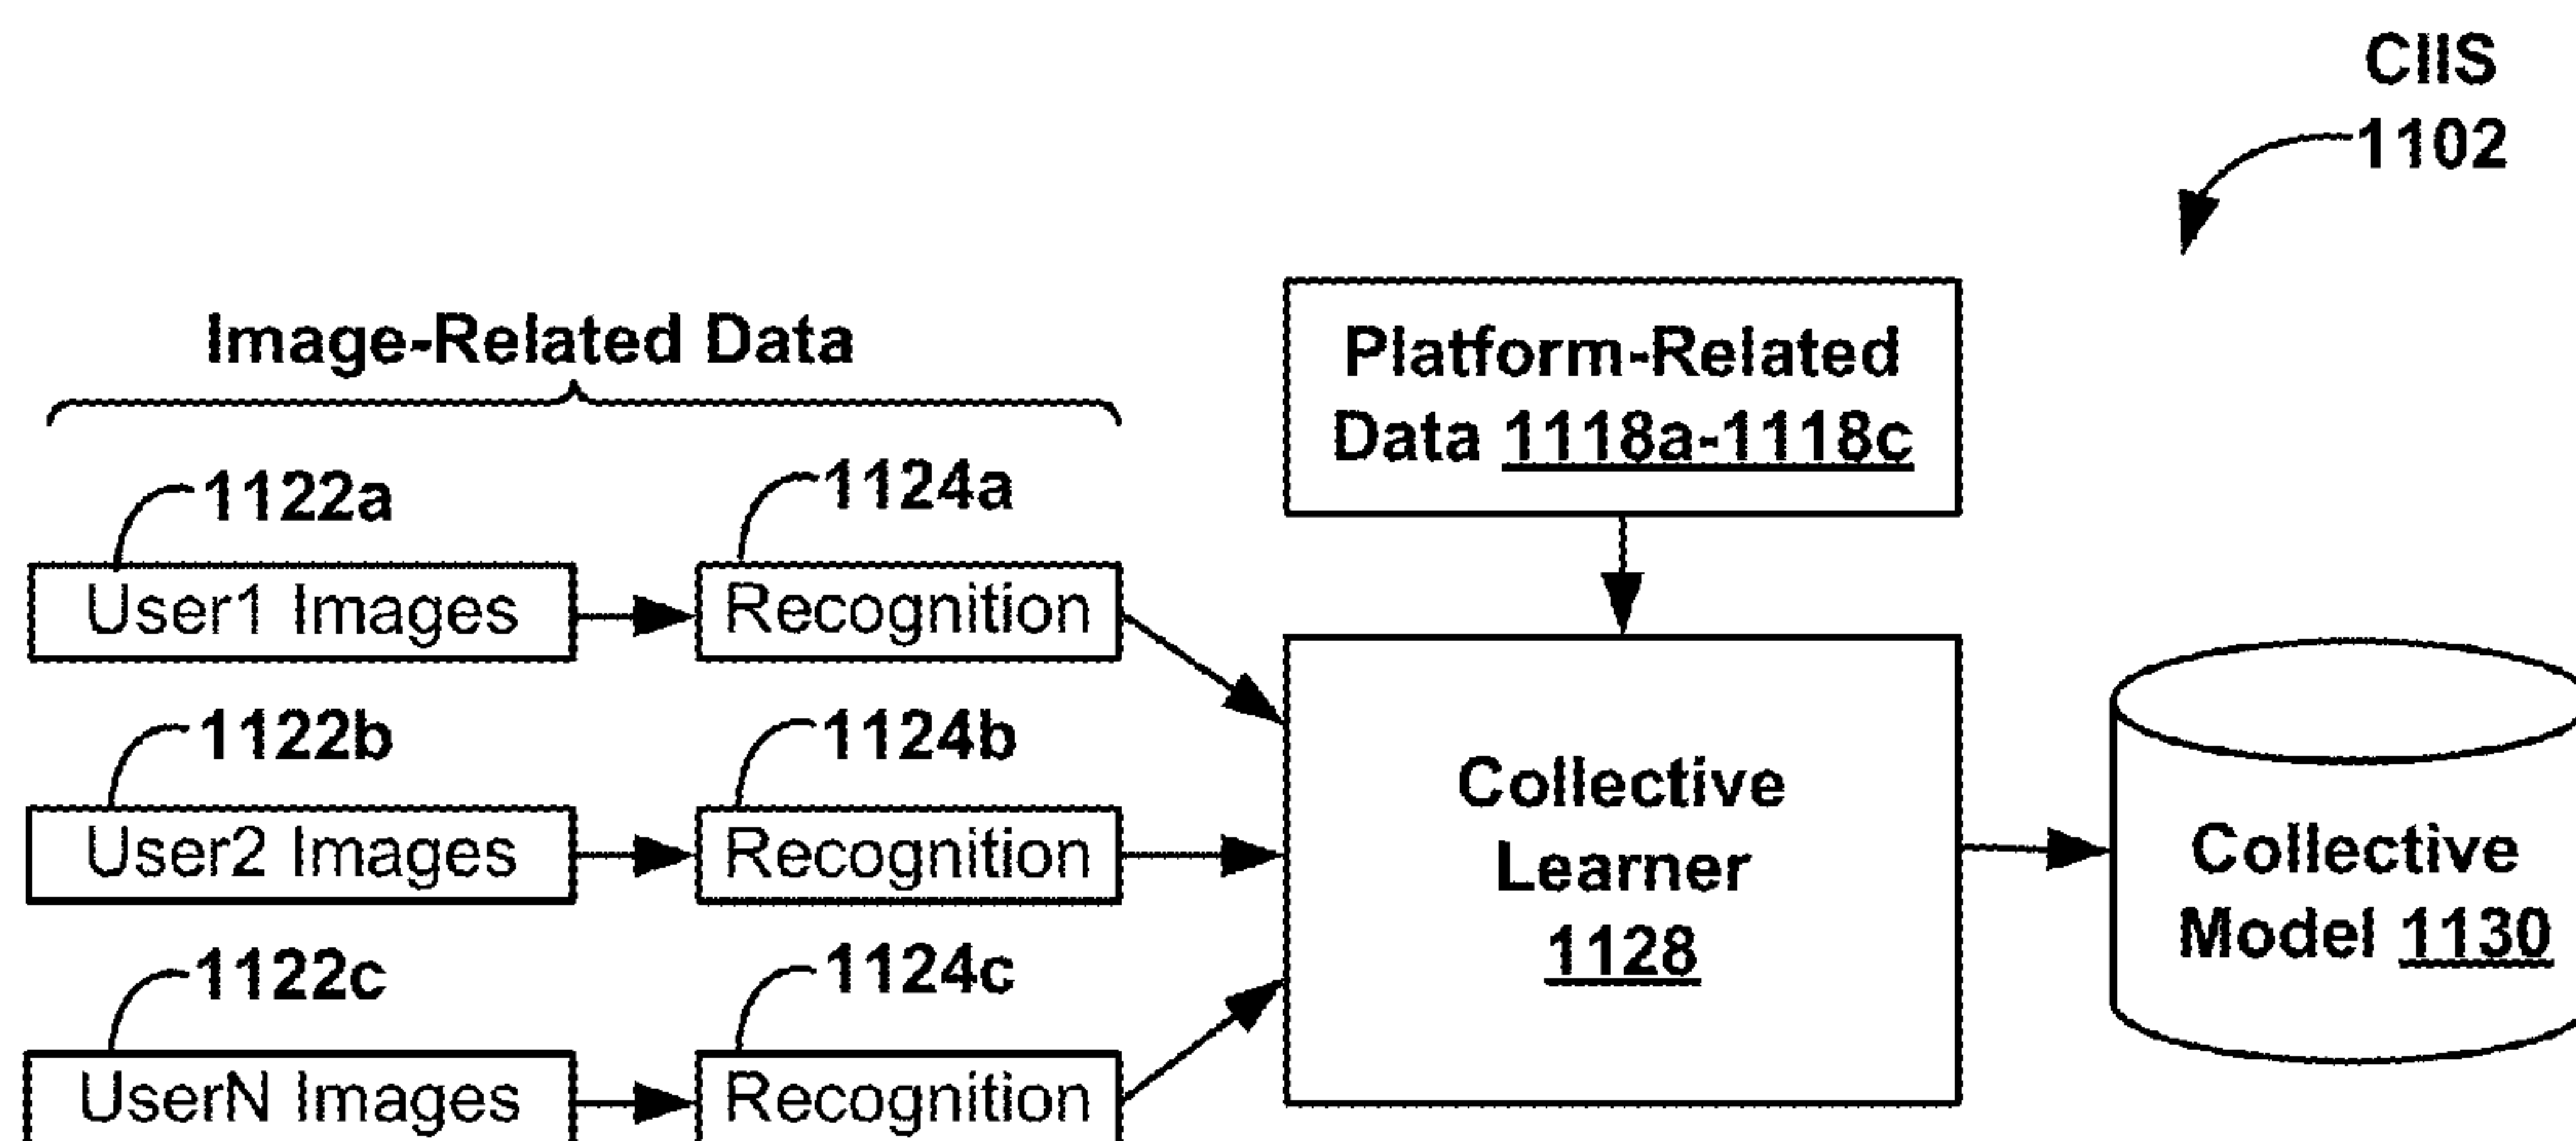 CIIS
1102
Image-Related Data
Platform-Related
Data 1118a-1118c
1122a
1124a
User1 Images
Recognition
1122b
1124b
User2 Images
Recognition
1122c
1124c
UserN Images
Recognition
Collective
Learner
1128
Collective
Model 1130